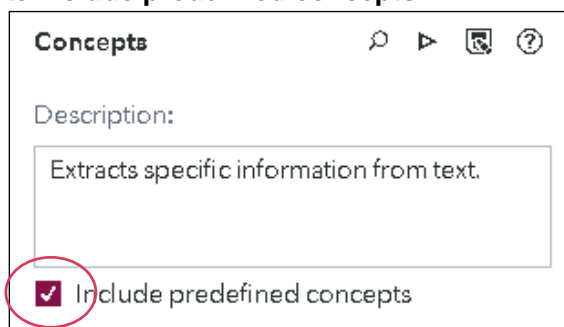 Concepts
Description:
Extracts specific information from text.
Include predefined concepts